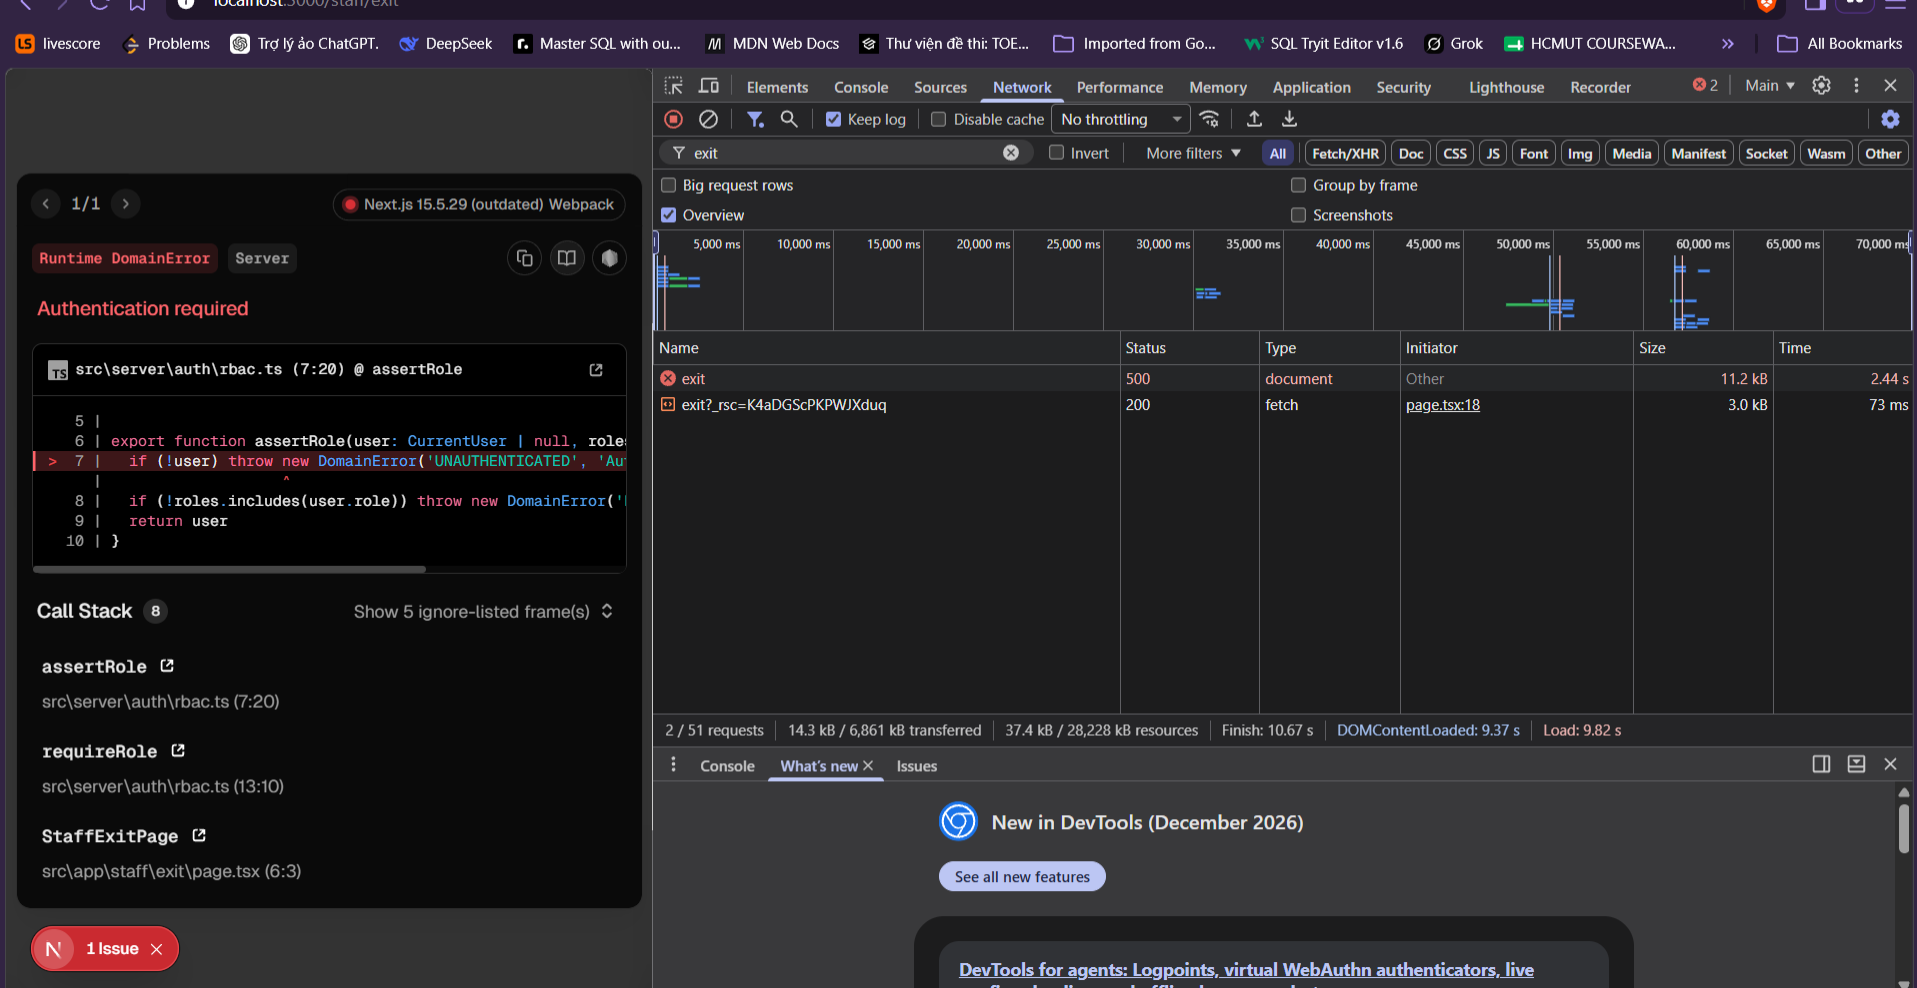 localhost:3000/staff/exit
livescore
Problems
Trợ lý ảo ChatGPT.
DeepSeek
Master SQL with ou...
MDN Web Docs
Thư viện đề thi: TOE...
Imported from Go...
SQL Tryit Editor v1.6
Grok
HCMUT COURSEWA...
All Bookmarks
1/1
Next.js 15.5.29 (outdated) Webpack
Runtime DomainError
Server
Authentication required
src\server\auth\rbac.ts (7:20) @ assertRole
5 |
6 | export function assertRole(user: CurrentUser | null, roles
> 7 | if (!user) throw new DomainError('UNAUTHENTICATED', 'Au
| ^
8 | if (!roles.includes(user.role)) throw new DomainError('
9 | return user
10 | }
Call Stack 8
Show 5 ignore-listed frame(s)
assertRole
src\server\auth\rbac.ts (7:20)
requireRole
src\server\auth\rbac.ts (13:10)
StaffExitPage
src\app\staff\exit\page.tsx (6:3)
N 1 Issue
Elements Console Sources Network Performance Memory Application Security Lighthouse Recorder 2 Main
Keep log Disable cache No throttling
exit Invert More filters All Fetch/XHR Doc CSS JS Font Img Media Manifest Socket Wasm Other
Big request rows Group by frame
Overview Screenshots
5,000 ms 10,000 ms 15,000 ms 20,000 ms 25,000 ms 30,000 ms 35,000 ms 40,000 ms 45,000 ms 50,000 ms 55,000 ms 60,000 ms 65,000 ms 70,000 ms
Name Status Type Initiator Size Time
exit 500 document Other 11.2 kB 2.44 s
exit?_rsc=K4aDGScPKPWJXduq 200 fetch page.tsx:18 3.0 kB 73 ms
2 / 51 requests 14.3 kB / 6,861 kB transferred 37.4 kB / 28,228 kB resources Finish: 10.67 s DOMContentLoaded: 9.37 s Load: 9.82 s
Console What's new Issues
New in DevTools (December 2026)
See all new features
DevTools for agents: Logpoints, virtual WebAuthn authenticators, live